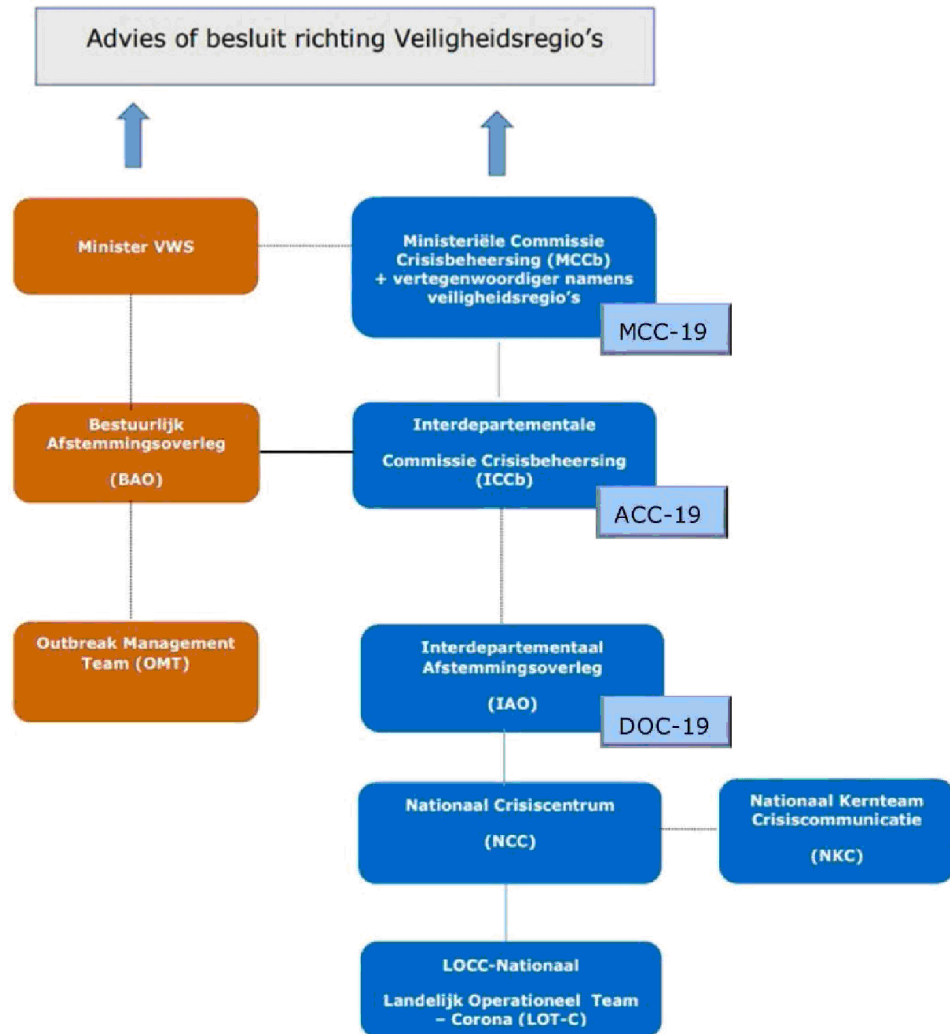 Advies of besluit richting Veiligheidsregio's
Minister VWS
Ministeriële Commissie
Crisisbeheersing (MCCb)
+ vertegenwoordiger namens
veiligheidsregio's
MCC-19
Bestuurlijk
Afstemmingsoverleg
(BAO)
Interdepartementale
Commissie Crisisbeheersing
(ICCb)
ACC-19
Outbreak Management
Team (OMT)
Interdepartementaal
Afstemmingsoverleg
(IAO)
DOC-19
Nationaal Crisiscentrum
(NCC)
Nationaal Kernteam
Crisiscommunicatie
(NKC)
LOCC-Nationaal
Landelijk Operationeel Team
– Corona (LOT-C)